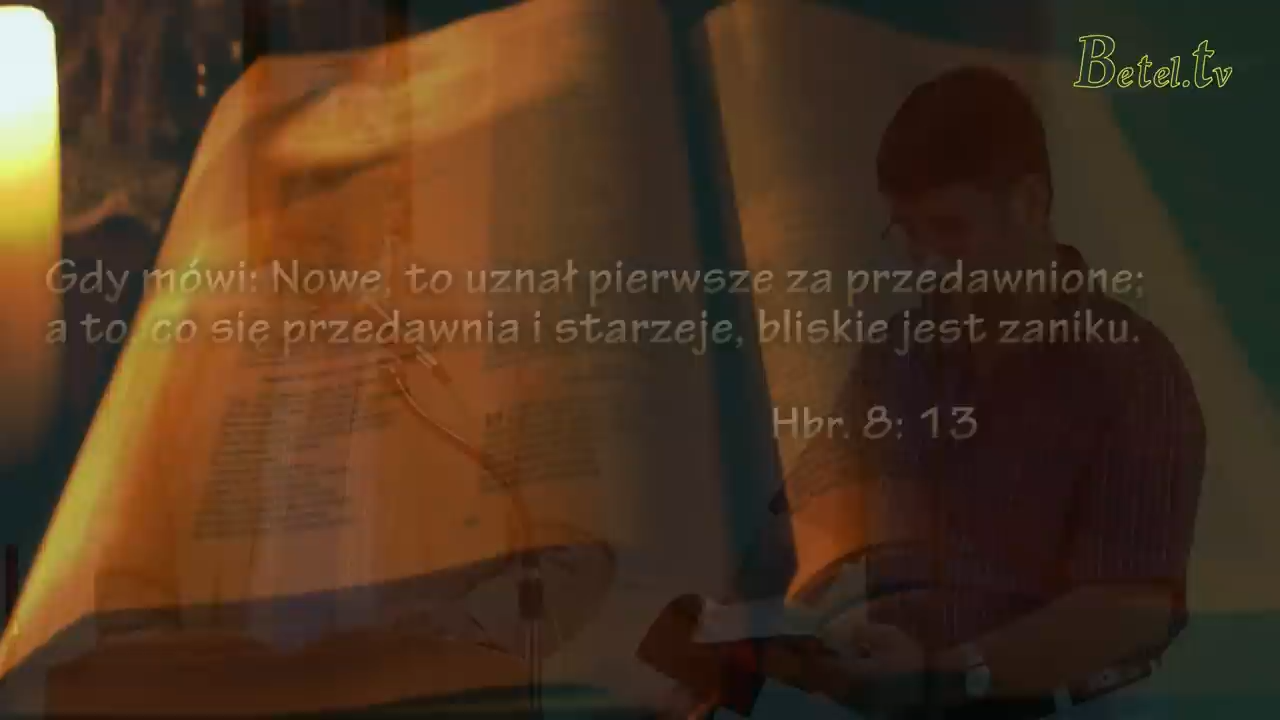 Betel.tv
Gdy mówi: Nowe, to uznał pierwsze za przedawnione;
a to, co się przedawnia i starzeje, bliskie jest zaniku.
Hbr. 8: 13